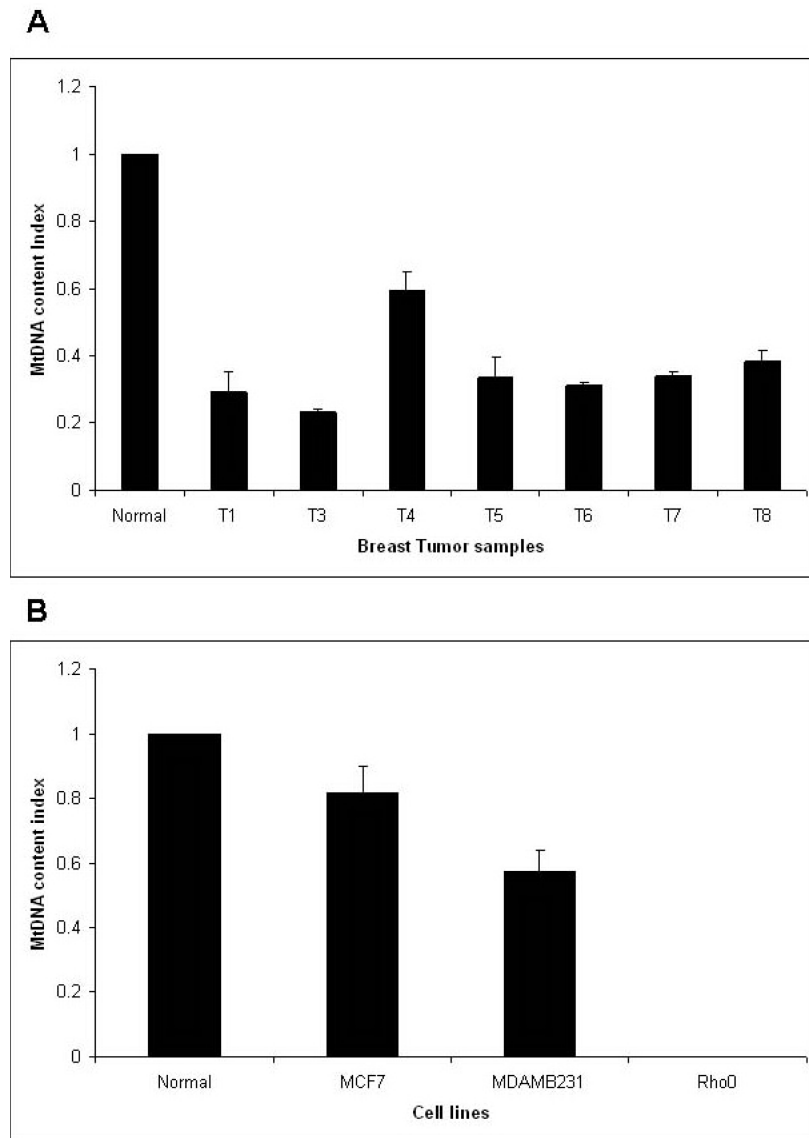 A
1.2
1
0.8
0.6
0.4
0.2
0
MtDNA content Index
Normal T1 T3 T4 T5 T6 T7 T8
Breast Tumor samples
B
1.2
1
0.8
0.6
0.4
0.2
0
MtDNA content index
Normal MCF7 MDAMB231 Rho0
Cell lines